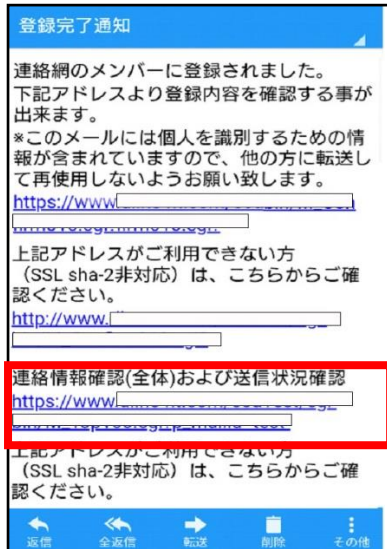 登録完了通知
連絡網のメンバーに登録されました。
下記アドレスより登録内容を確認する事が
出来ます。
*このメールには個人を識別するための情
報が含まれていますので、他の方に転送し
て再使用しないようお願い致します。
https://www
上記アドレスがご利用できない方
（SSL sha-2非対応）は、こちらからご確
認ください。
http://www.
連絡情報確認(全体)および送信状況確認
https://www
上記アドレスがご利用できない方
（SSL sha-2非対応）は、こちらからご確
認ください。
返信 全返信 転送 削除 その他